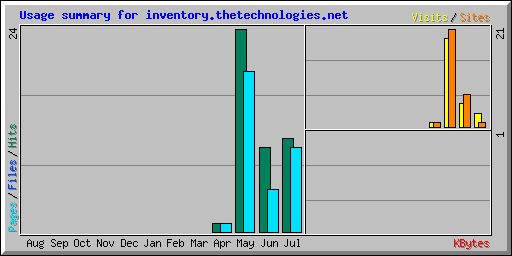 Usage summary for inventory.thetechnologies.net
Visits/Sites
24
21
1
Pages/Files/Hits
Aug Sep Oct Nov Dec Jan Feb Mar Apr May Jun Jul
KBytes